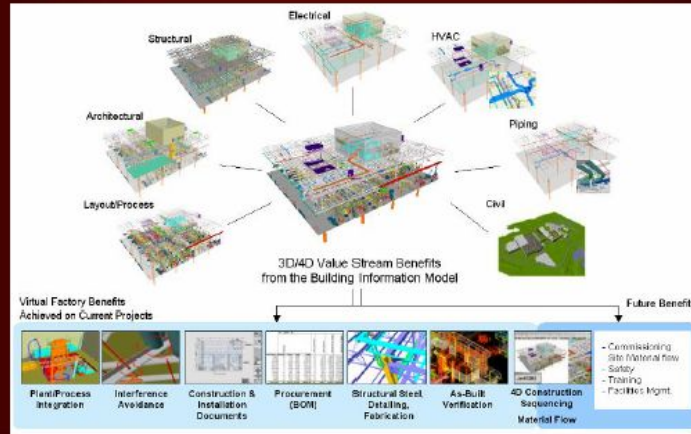 Electrical
Structural
HVAC
Architectural
Piping
Layout/Process
Civil
3D/4D Value Stream Benefits
from the Building Information Model
Virtual Factory Benefits
Achieved on Current Projects
Future Benefit
Plant/Process
Integration
Interference
Avoidance
Construction &
Installation
Documents
Procurement
(BOM)
Structural Steel,
Detailing,
Fabrication
As-Built
Verification
4D Construction
Sequencing
Material Flow
- Commissioning
Site Material flow
- Safety
- Training
- Facilities Mgmt.